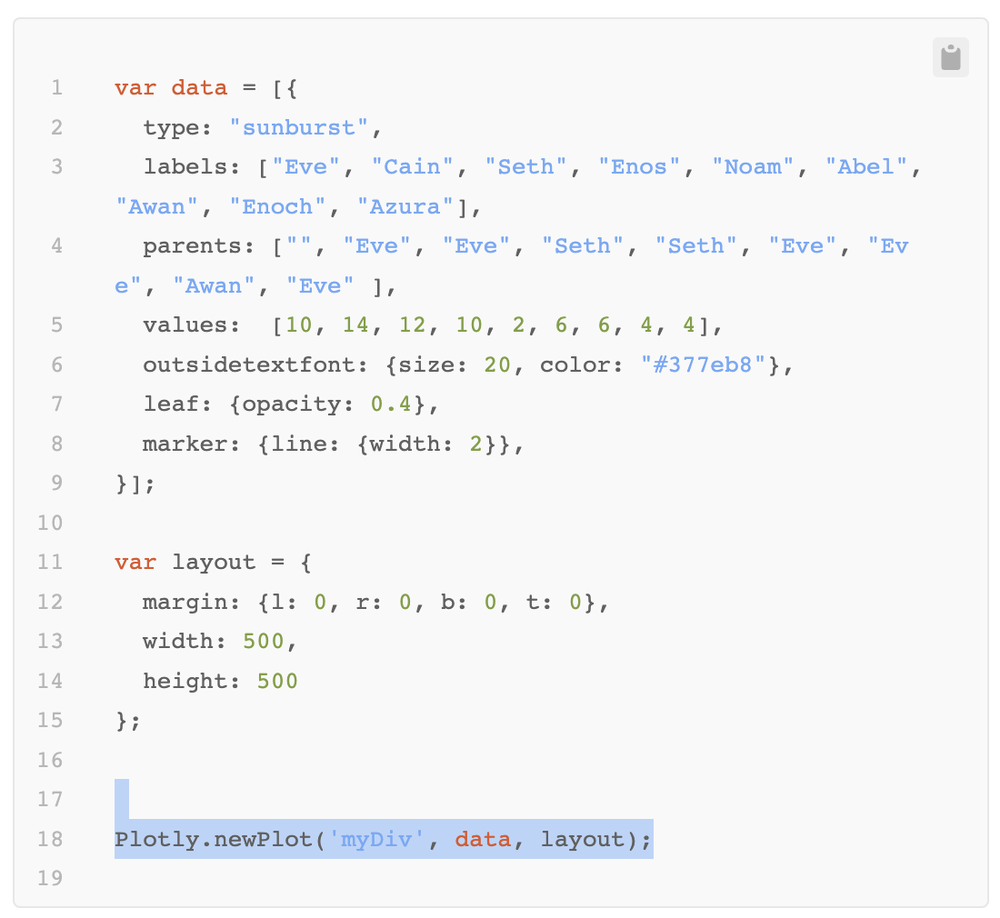 1 var data = [{
2   type: "sunburst",
3   labels: ["Eve", "Cain", "Seth", "Enos", "Noam", "Abel",
"Awan", "Enoch", "Azura"],
4   parents: ["", "Eve", "Eve", "Seth", "Seth", "Eve", "Ev
e", "Awan", "Eve" ],
5   values:  [10, 14, 12, 10, 2, 6, 6, 4, 4],
6   outsidetextfont: {size: 20, color: "#377eb8"},
7   leaf: {opacity: 0.4},
8   marker: {line: {width: 2}},
9 }];
10
11 var layout = {
12   margin: {l: 0, r: 0, b: 0, t: 0},
13   width: 500,
14   height: 500
15 };
16
17
18 Plotly.newPlot('myDiv', data, layout);
19